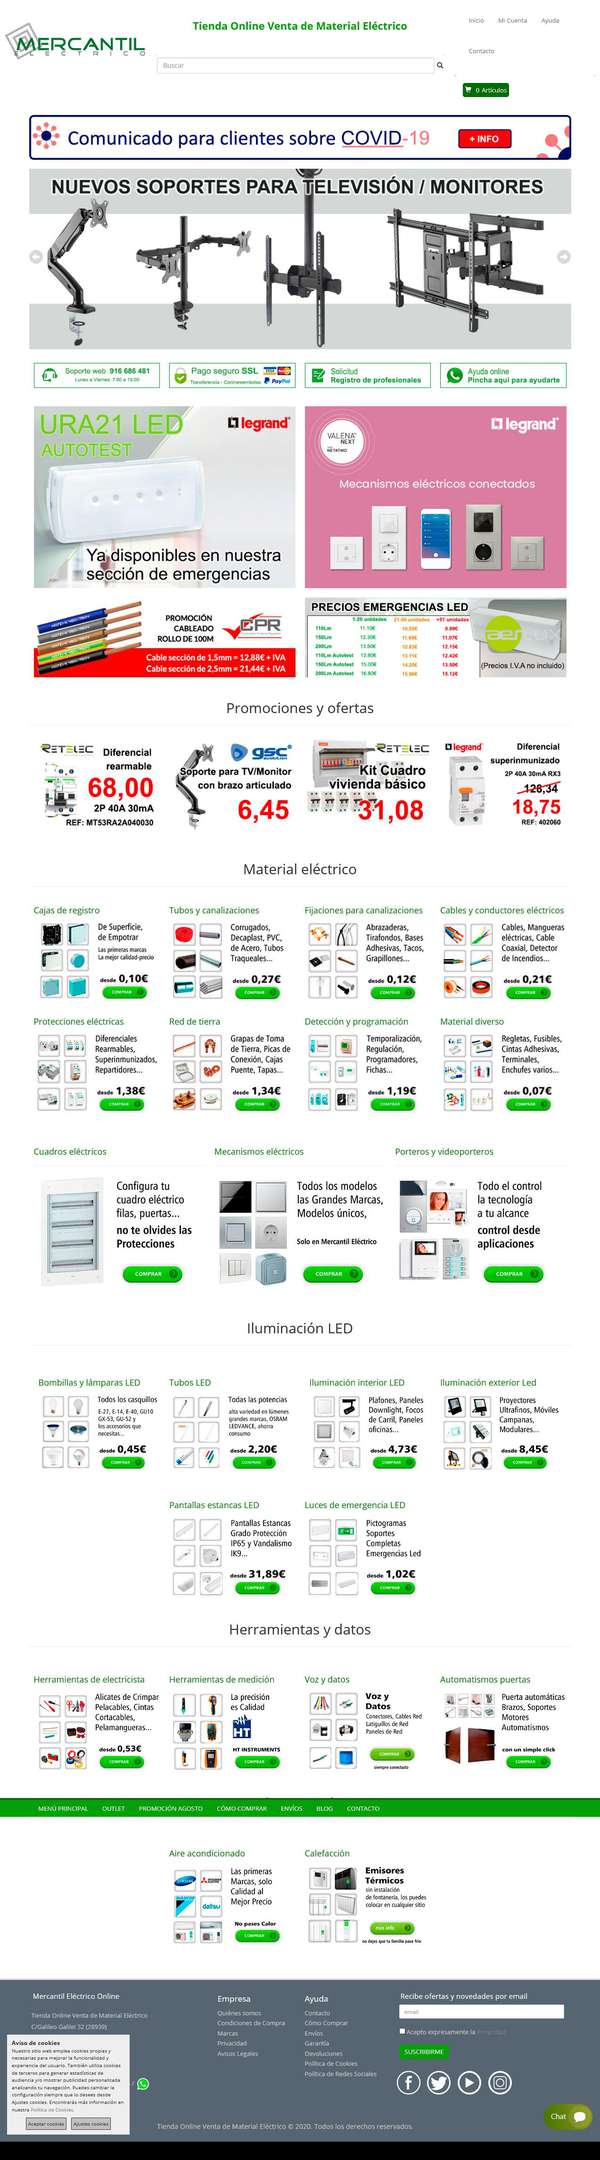 MERCANTIL
ELÉCTRICO
Tienda Online Venta de Material Eléctrico
Inicio
Mi Cuenta
Ayuda
Contacto
Buscar
0 Artículos
Comunicado para clientes sobre COVID-19
+ INFO
NUEVOS SOPORTES PARA TELEVISIÓN / MONITORES
Soporte web 916 686 481
Lunes a Viernes 7:00 a 19:00
Pago seguro SSL
Transferencia - Contrareembolso
VISA
PayPal
Solicitud
Registro de profesionales
Ayuda online
Pincha aqui para ayudarte
URA21 LED
AUTOTEST
legrand
Ya disponibles en nuestra
sección de emergencias
VALENA
NEXT
NETATMO
legrand
Mecanismos eléctricos conectados
PROMOCIÓN
CABLEADO
ROLLO DE 100M
CPR
Cable sección de 1,5mm = 12,88€ + IVA
Cable sección de 2,5mm = 21,44€ + IVA
PRECIOS EMERGENCIAS LED
(Precios I.V.A no incluido)
Promociones y ofertas
RETELEC
Diferencial
rearmable
68,00
2P 40A 30mA
REF: MT53RA2A040030
gsc
Soporte para TV/Monitor
con brazo articulado
6,45
RETELEC
Kit Cuadro
vivienda básico
31,08
legrand
Diferencial
superinmunizado
2P 40A 30mA RX3
128,34
18,75
REF: 402060
Material eléctrico
Cajas de registro
De Superficie,
de Empotrar
Las primeras marcas
La mejor calidad-precio
desde 0,10€
COMPRAR
Tubos y canalizaciones
Corrugados,
Decaplast, PVC,
de Acero, Tubos
Traqueales...
desde 0,27€
COMPRAR
Fijaciones para canalizaciones
Abrazaderas,
Tirafondos, Bases
Adhesivas, Tacos,
Grapillones...
desde 0,12€
COMPRAR
Cables y conductores eléctricos
Cables, Mangueras
eléctricas, Cable
Coaxial, Detector
de Incendios...
desde 0,21€
COMPRAR
Protecciones eléctricas
Diferenciales
Rearmables,
Superinmunizados,
Repartidores...
desde 1,38€
COMPRAR
Red de tierra
Grapas de Toma
de Tierra, Picas de
Conexión, Cajas
Puente, Tapas...
desde 1,34€
COMPRAR
Detección y programación
Temporalización,
Regulación,
Programadores,
Fichas...
desde 1,19€
COMPRAR
Material diverso
Regletas, Fusibles,
Cintas Adhesivas,
Terminales,
Enchufes varios...
desde 0,07€
COMPRAR
Cuadros eléctricos
Configura tu
cuadro eléctrico
filas, puertas...
no te olvides las
Protecciones
COMPRAR
Mecanismos eléctricos
Todos los modelos
las Grandes Marcas,
Modelos únicos,
Solo en Mercantil Eléctrico
COMPRAR
Porteros y videoporteros
Todo el control
la tecnología
a tu alcance
control desde
aplicaciones
COMPRAR
Iluminación LED
Bombillas y lámparas LED
Todos los casquillos
E-27, E-14, E-40, GU10
GX-53, GU-52 y
los accesorios que
necesitas...
desde 0,45€
COMPRAR
Tubos LED
Todas las potencias
alta variedad en lúmenes
grandes marcas, OSRAM
LEDVANCE, ahorra
consumo
desde 2,20€
COMPRAR
Iluminación interior LED
Plafones, Paneles
Downlight, Focos
de Carril, Paneles
oficinas...
desde 4,73€
COMPRAR
Iluminación exterior Led
Proyectores
Ultrafinos, Móviles
Campanas,
Modulares...
desde 8,45€
COMPRAR
Pantallas estancas LED
Pantallas Estancas
Grado Protección
IP65 y Vandalismo
IK9...
desde 31,89€
COMPRAR
Luces de emergencia LED
Pictogramas
Soportes
Completas
Emergencias Led
desde 1,02€
COMPRAR
Herramientas y datos
Herramientas de electricista
Alicates de Crimpar
Pelacables, Cintas
Cortacables,
Pelamangueras...
desde 0,53€
COMPRAR
Herramientas de medición
La precisión
es Calidad
HT
HT INSTRUMENTS
COMPRAR
Voz y datos
Voz y
Datos
Conectores, Cables Red
Latiguillos de Red
Paneles de Red
COMPRAR
siempre conectado
Automatismos puertas
Puerta automáticas
Brazos, Soportes
Motores
Automatismos
con un simple click
COMPRAR
MENÚ PRINCIPAL
OUTLET
PROMOCIÓN AGOSTO
CÓMO COMPRAR
ENVÍOS
BLOG
CONTACTO
Aire acondicionado
SAMSUNG
DAIKIN
daitsu
Las primeras
Marcas, solo
Calidad al
Mejor Precio
No pases Calor
COMPRAR
Calefacción
Emisores
Térmicos
sin instalación
de fontanería, los puedes
colocar en cualquier sitio
mas info
no dejes que tu familia pase frio
Mercantil Eléctrico Online
Tienda Online Venta de Material Eléctrico
C/Galileo Galilei 32 (28939)
Empresa
Quiénes somos
Condiciones de Compra
Marcas
Privacidad
Avisos Legales
Ayuda
Contacto
Cómo Comprar
Envíos
Garantía
Devoluciones
Política de Cookies
Política de Redes Sociales
Recibe ofertas y novedades por email
email
Acepto expresamente la Privacidad
SUSCRIBIRME
Aviso de cookies
Nuestro sitio web emplea cookies propias y
necesarias para mejorar la funcionalidad y
experiencia del usuario. También utiliza cookies
de terceros para generar estadísticas de
audiencia y/o mostrar publicidad personalizada
analizando tu navegación. Puedes cambiar la
configuración siempre que lo desees desde
Ajustes cookies. Encontrarás más información en
nuestra Política de Cookies.
Aceptar cookies
Ajustes cookies
Chat
Tienda Online Venta de Material Eléctrico © 2020. Todos los derechos reservados.